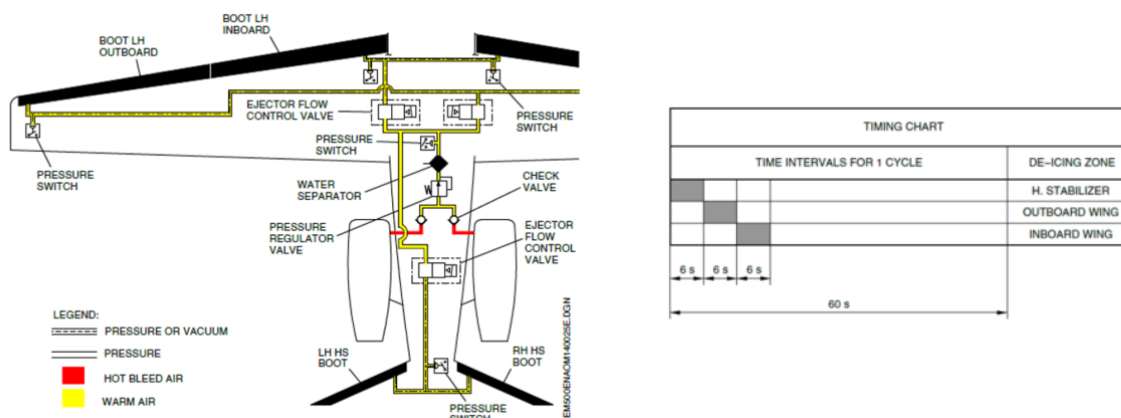 BOOT LH
INBOARD
BOOT LH
OUTBOARD
EJECTOR FLOW
CONTROL VALVE
PRESSURE
SWITCH
PRESSURE
SWITCH
PRESSURE
SWITCH
WATER
SEPARATOR
CHECK
VALVE
PRESSURE
REGULATOR
VALVE
EJECTOR
FLOW
CONTROL
VALVE
LEGEND:
PRESSURE OR VACUUM
PRESSURE
HOT BLEED AIR
WARM AIR
LH HS
BOOT
RH HS
BOOT
PRESSURE
SWITCH
EM500ENAOM140025E.DGN
TIMING CHART
TIME INTERVALS FOR 1 CYCLE
DE-ICING ZONE
H. STABILIZER
OUTBOARD WING
INBOARD WING
6 s
6 s
6 s
60 s